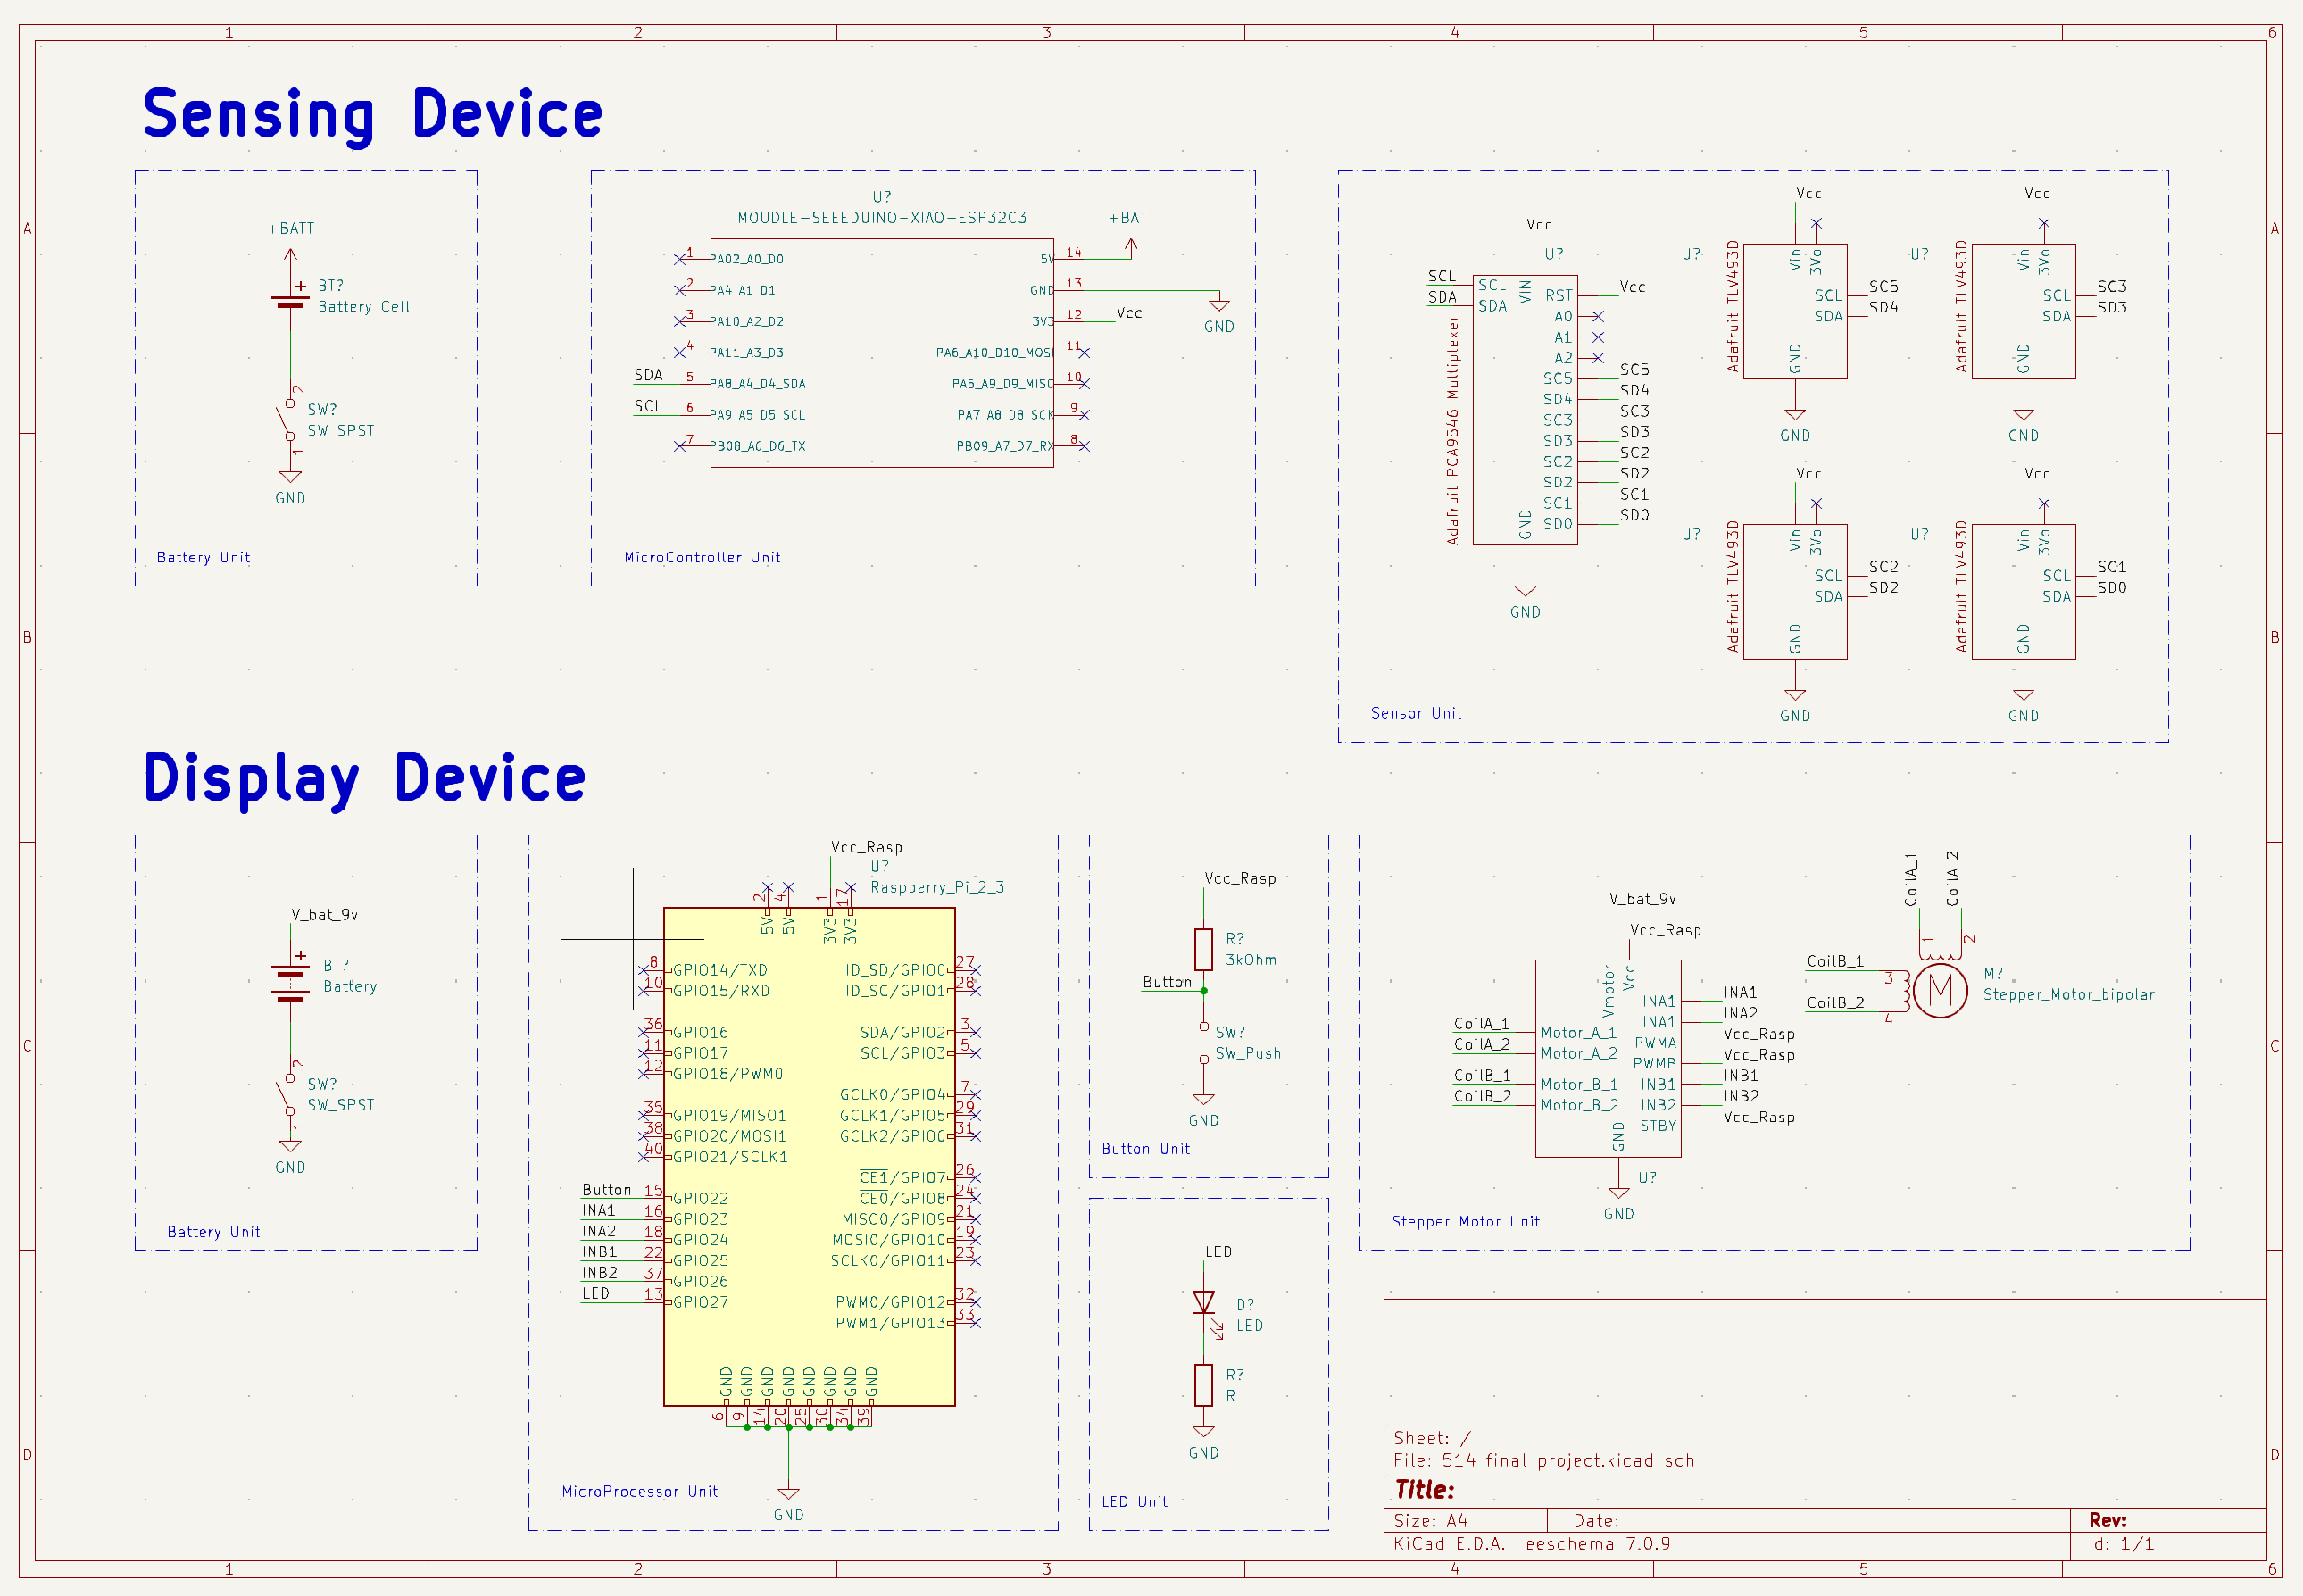 1 2 3 4 5 6
A A
B B
C C
D D
Sensing Device
+BATT
BT?
+
Battery_Cell
2
SW?
SW_SPST
1
GND
Battery Unit
U?
MOUDLE-SEEEDUINO-XIAO-ESP32C3
+BATT
1 PA02_A0_D0
2 PA4_A1_D1
3 PA10_A2_D2
4 PA11_A3_D3
SDA 5 PA8_A4_D4_SDA
SCL 6 PA9_A5_D5_SCL
7 PB08_A6_D6_TX
5V 14
GND 13
GND
3V3 12 Vcc
PA6_A10_D10_MOSI 11
PA5_A9_D9_MISO 10
PA7_A8_D8_SCK 9
PB09_A7_D7_RX 8
MicroController Unit
Vcc
U?
SCL SCL
SDA SDA
VIN
Adafruit PCA9546 Multiplexer
RST Vcc
A0
A1
A2
SC5 SC5
SD4 SD4
SC3 SC3
SD3 SD3
SC2 SC2
SD2 SD2
SC1 SC1
SD0 SD0
GND
GND
Vcc
U?
Adafruit TLV493D
Vin
3Vo
SCL SC5
SDA SD4
GND
GND
Vcc
U?
Adafruit TLV493D
Vin
3Vo
SCL SC3
SDA SD3
GND
GND
Vcc
U?
Adafruit TLV493D
Vin
3Vo
SCL SC2
SDA SD2
GND
GND
Vcc
U?
Adafruit TLV493D
Vin
3Vo
SCL SC1
SDA SD0
GND
GND
Sensor Unit
Display Device
V_bat_9v
+
BT?
Battery
2
SW?
SW_SPST
1
GND
Battery Unit
Vcc_Rasp
U?
Raspberry_Pi_2_3
2 4 1 17
5V 5V 3V3 3V3
8 GPIO14/TXD
10 GPIO15/RXD
36 GPIO16
11 GPIO17
12 GPIO18/PWM0
35 GPIO19/MISO1
38 GPIO20/MOSI1
40 GPIO21/SCLK1
Button 15 GPIO22
INA1 16 GPIO23
INA2 18 GPIO24
INB1 22 GPIO25
INB2 37 GPIO26
LED 13 GPIO27
ID_SD/GPIO0 27
ID_SC/GPIO1 28
SDA/GPIO2 3
SCL/GPIO3 5
GCLK0/GPIO4 7
GCLK1/GPIO5 29
GCLK2/GPIO6 31
CE1/GPIO7 26
CE0/GPIO8 24
MISO0/GPIO9 21
MOSI0/GPIO10 19
SCLK0/GPIO11 23
PWM0/GPIO12 32
PWM1/GPIO13 33
GND GND GND GND GND GND GND GND
6 9 14 20 25 30 34 39
GND
MicroProcessor Unit
Vcc_Rasp
R?
3kOhm
Button
SW?
SW_Push
GND
Button Unit
LED
D?
LED
R?
R
GND
LED Unit
V_bat_9v
Vcc_Rasp
Vmotor
Vcc
CoilA_1 Motor_A_1
CoilA_2 Motor_A_2
CoilB_1 Motor_B_1
CoilB_2 Motor_B_2
INA1 INA1
INA1 INA2
PWMA Vcc_Rasp
PWMB Vcc_Rasp
INB1 INB1
INB2 INB2
STBY Vcc_Rasp
GND
U?
GND
CoilA_1
CoilA_2
1 2
CoilB_1 3
CoilB_2 4
M
M?
Stepper_Motor_bipolar
Stepper Motor Unit
Sheet: /
File: 514 final project.kicad_sch
Title:
Size: A4 Date: Rev:
KiCad E.D.A. eeschema 7.0.9 Id: 1/1
1 2 3 4 5 6